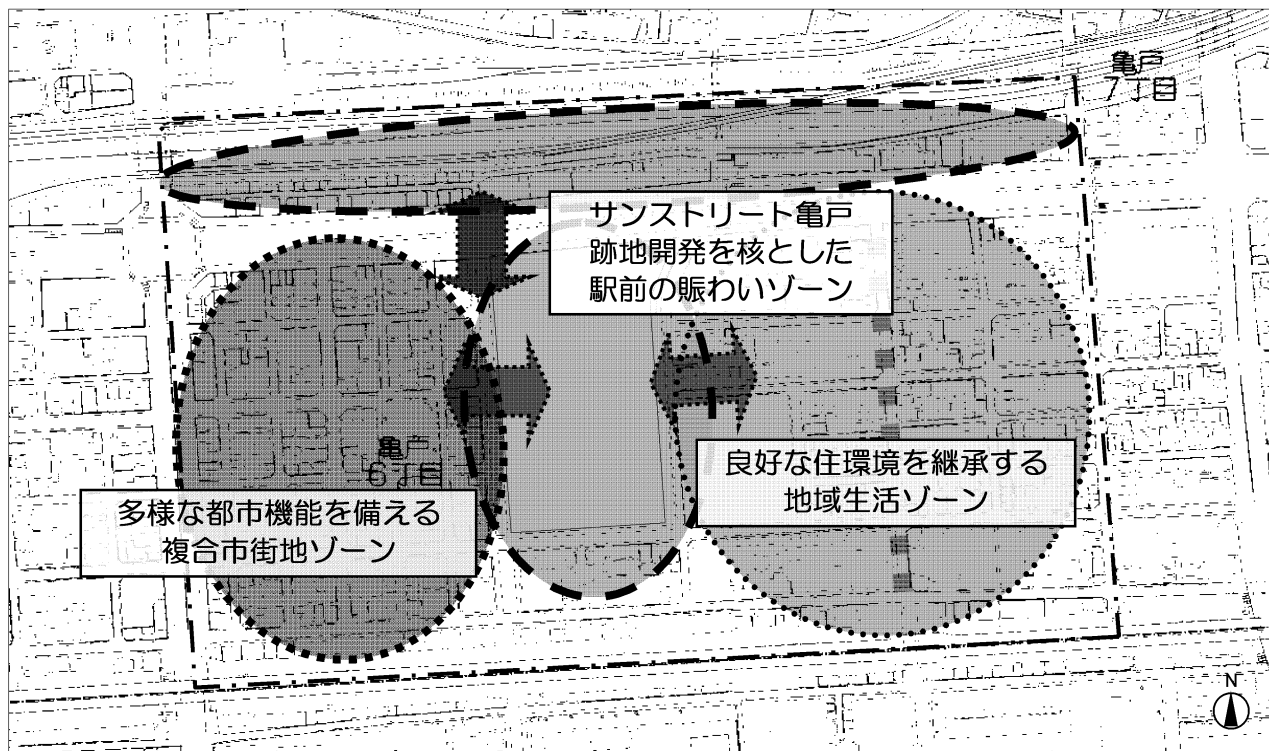 亀戸
7丁目
サンストリート亀戸
跡地開発を核とした
駅前の賑わいゾーン
亀戸
6丁目
良好な住環境を継承する
地域生活ゾーン
多様な都市機能を備える
複合市街地ゾーン
N